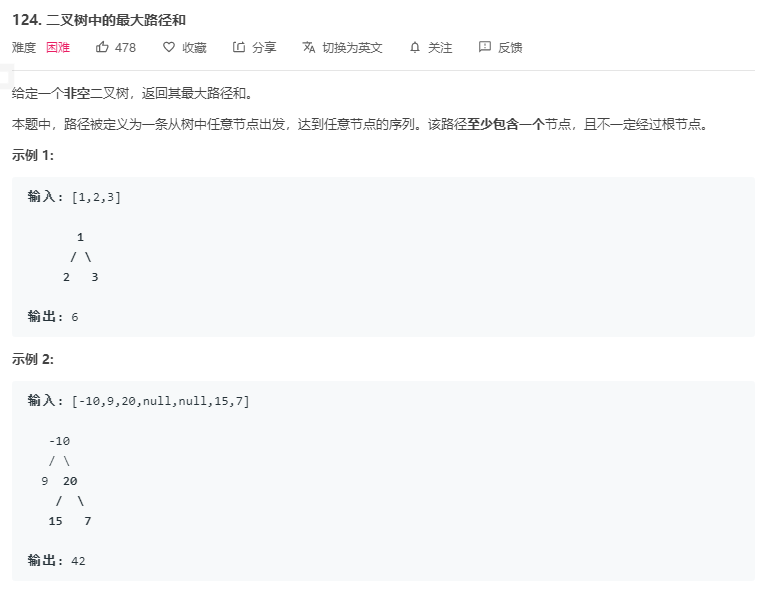 124. 二叉树中的最大路径和
难度 困难 478 收藏 分享 切换为英文 关注 反馈
给定一个非空二叉树，返回其最大路径和。
本题中，路径被定义为一条从树中任意节点出发，达到任意节点的序列。该路径至少包含一个节点，且不一定经过根节点。
示例 1:
输入: [1,2,3]
1
/ \
2 3
输出: 6
示例 2:
输入: [-10,9,20,null,null,15,7]
-10
/ \
9 20
/ \
15 7
输出: 42